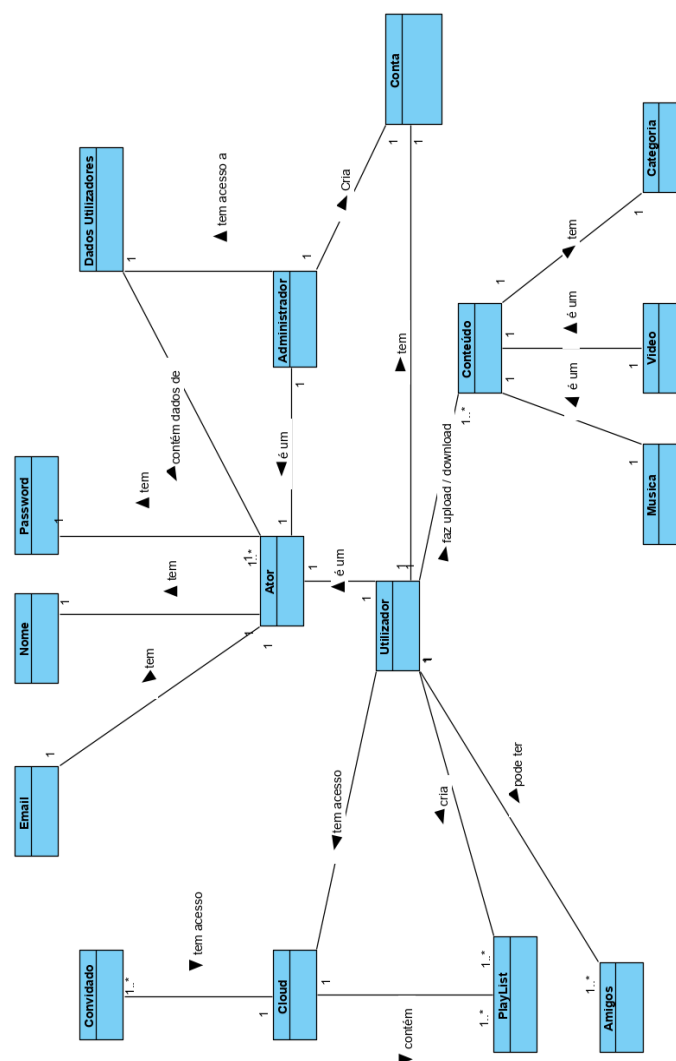 Email
Nome
Password
1
1
1
tem
tem
tem
Convidado
Dados Utilizadores
1..*
1
tem acesso
contém dados de
tem acesso a
1
1
1
1..*
1
Cloud
Ator
é um
Administrador
1
1
1
1
1
é um
Cria
tem acesso
1
Utilizador
Conta
1
1
1
1
1
tem
contém
cria
faz upload / download
1..*
1..*
1..*
PlayList
Conteúdo
1
1
1
pode ter
é um
é um
tem
1..*
Amigos
1
1
1
Musica
Video
Categoria